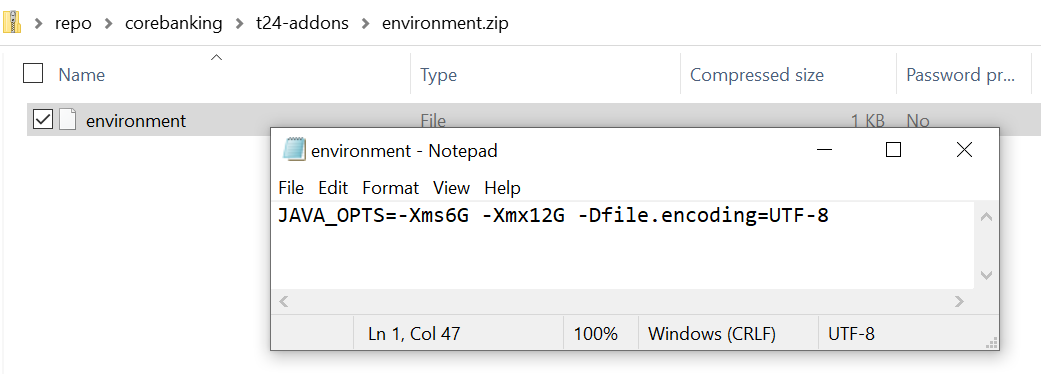 repo > corebanking > t24-addons > environment.zip
Name Type Compressed size Password pr...
environment File 1 KB No
environment - Notepad
File Edit Format View Help
JAVA_OPTS=-Xms6G -Xmx12G -Dfile.encoding=UTF-8
Ln 1, Col 47 100% Windows (CRLF) UTF-8